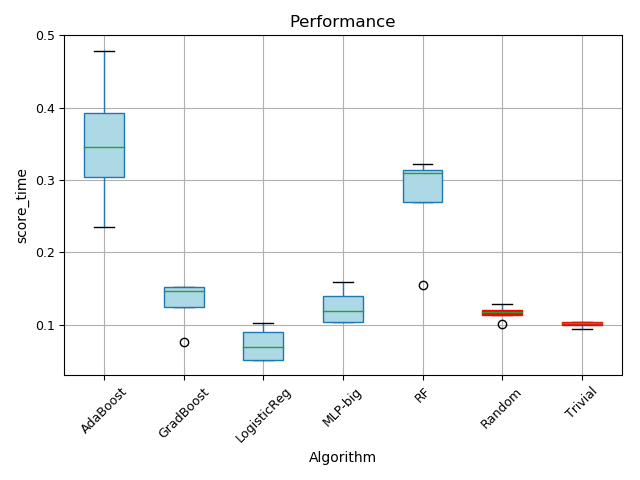 Performance
score_time
0.5
0.4
0.3
0.2
0.1
AdaBoost
GradBoost
LogisticReg
MLP-big
RF
Random
Trivial
Algorithm